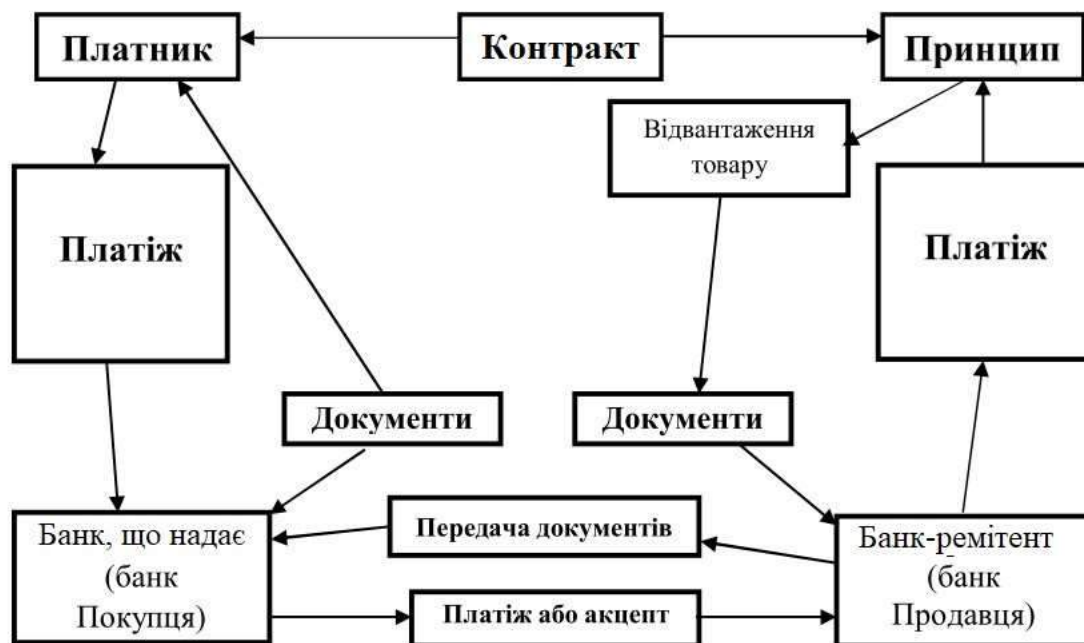 Платник
Контракт
Принцип
Відвантаження
товару
Платіж
Платіж
Документи
Документи
Передача документів
Банк, що надає
(банк
Покупця)
Банк-ремітент
(банк
Продавця)
Платіж або акцепт